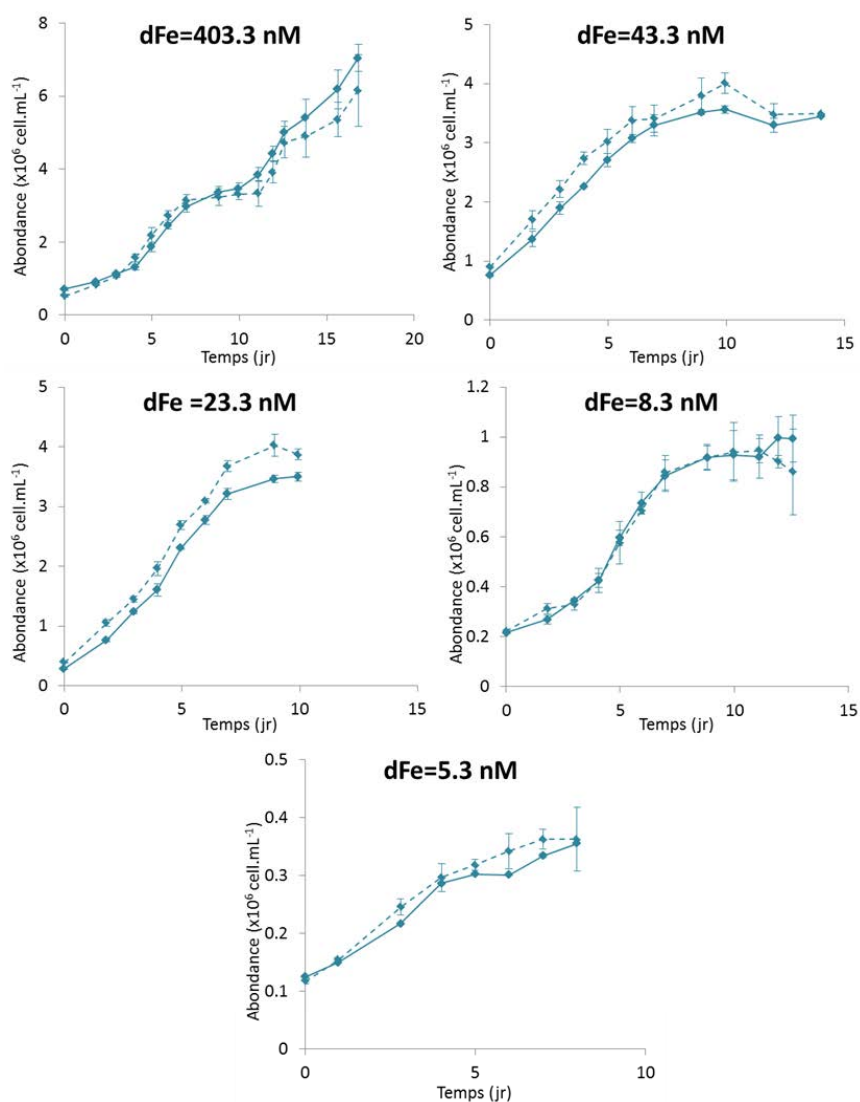 dFe=403.3 nM
Abondance (x10⁶ cell.mL⁻¹)
8
6
4
2
0
0 5 10 15 20
Temps (jr)
dFe=43.3 nM
Abondance (x10⁶ cell.mL⁻¹)
5
4
3
2
1
0
0 5 10 15
Temps (jr)
dFe =23.3 nM
Abondance (x10⁶ cell.mL⁻¹)
5
4
3
2
1
0
0 5 10 15
Temps (jr)
dFe=8.3 nM
Abondance (x10⁶ cell.mL⁻¹)
1.2
1
0.8
0.6
0.4
0.2
0
0 5 10 15
Temps (jr)
dFe=5.3 nM
Abondance (x10⁶ cell.mL⁻¹)
0.5
0.4
0.3
0.2
0.1
0
0 5 10
Temps (jr)